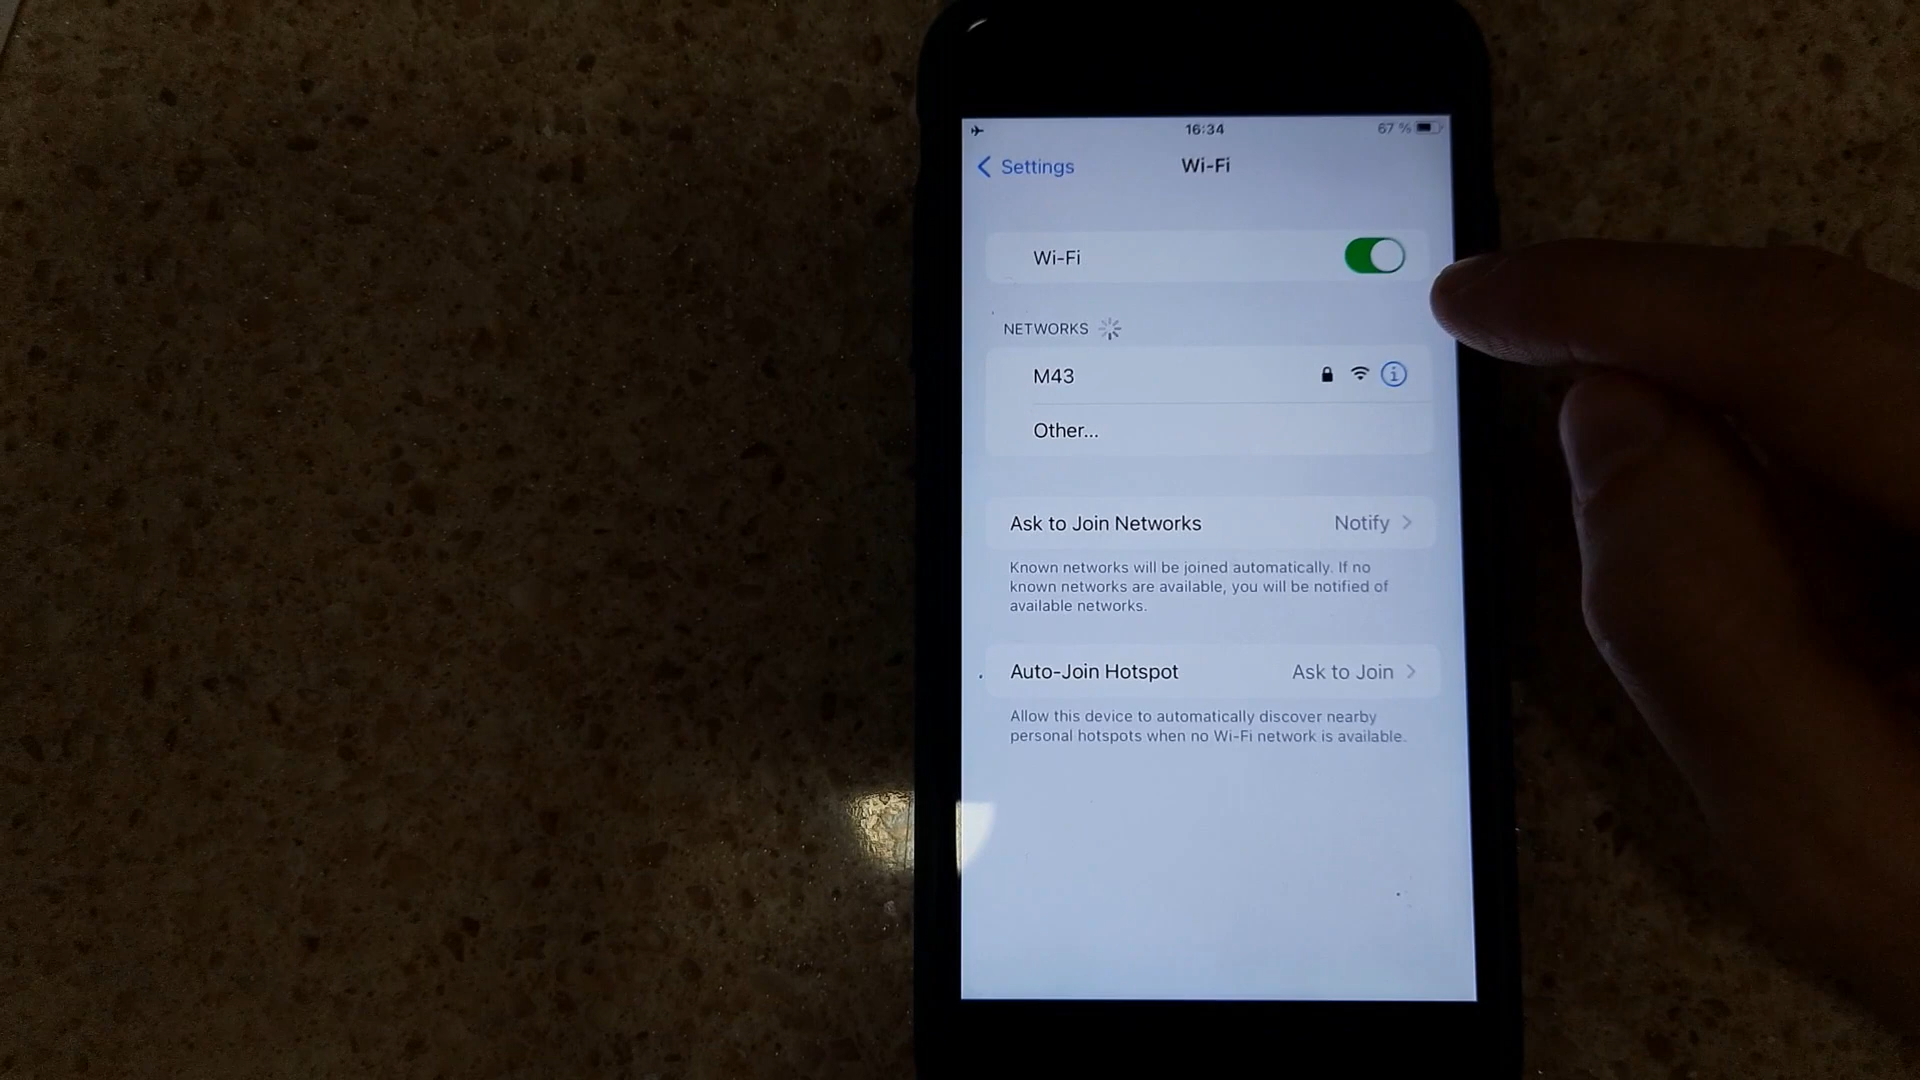 16:34
67 %
Settings
Wi-Fi
Wi-Fi
NETWORKS
M43
Other...
Ask to Join Networks
Notify
Known networks will be joined automatically. If no
known networks are available, you will be notified of
available networks.
Auto-Join Hotspot
Ask to Join
Allow this device to automatically discover nearby
personal hotspots when no Wi-Fi network is available.